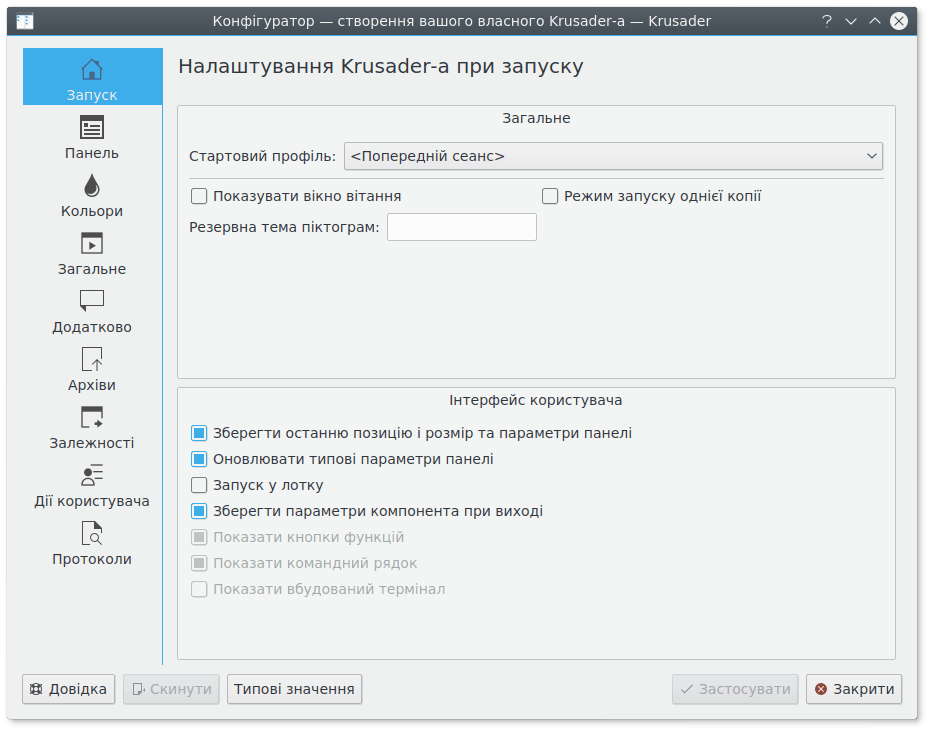 Конфігуратор — створення вашого власного Krusader-а — Krusader
Запуск
Панель
Кольори
Загальне
Додатково
Архіви
Залежності
Дії користувача
Протоколи
Налаштування Krusader-а при запуску
Загальне
Стартовий профіль: <Попередній сеанс>
Показувати вікно вітання Режим запуску однієї копії
Резервна тема піктограм:
Інтерфейс користувача
Зберегти останню позицію і розмір та параметри панелі
Оновлювати типові параметри панелі
Запуск у лотку
Зберегти параметри компонента при виході
Показати кнопки функцій
Показати командний рядок
Показати вбудований термінал
Довідка Скинути Типові значення Застосувати Закрити